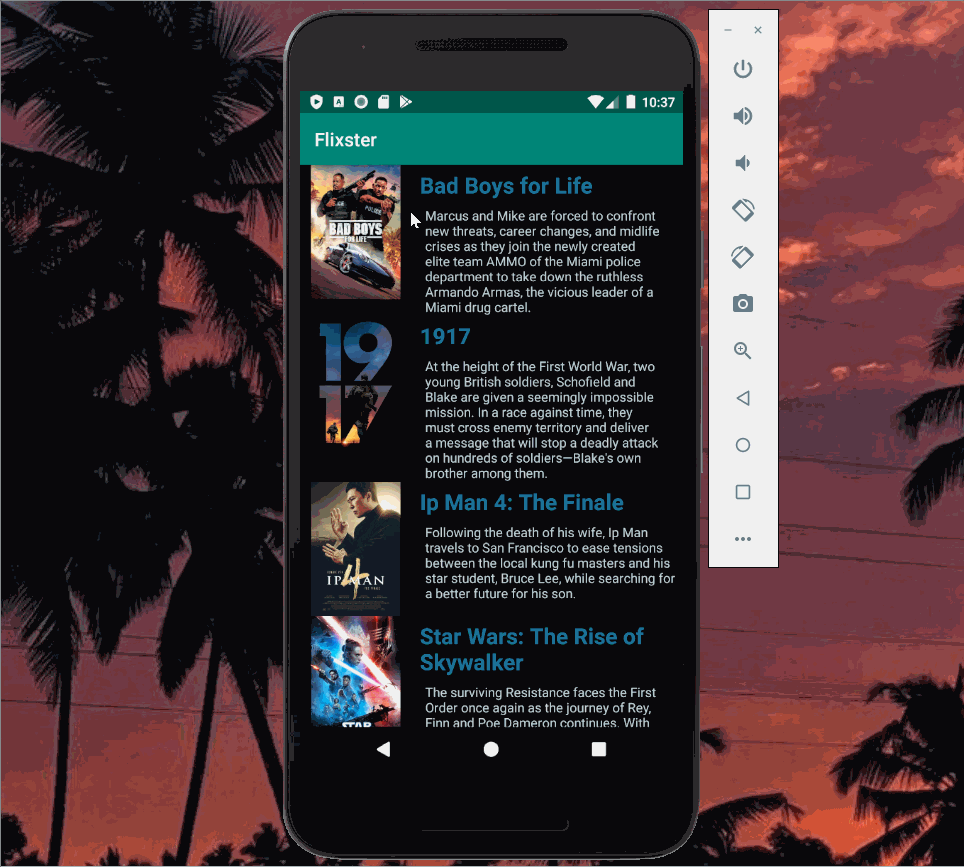 10:37
Flixster
BAD BOYS
FOR LIFE
POLICE
Bad Boys for Life
Marcus and Mike are forced to confront
new threats, career changes, and midlife
crises as they join the newly created
elite team AMMO of the Miami police
department to take down the ruthless
Armando Armas, the vicious leader of a
Miami drug cartel.
19
17
1917
At the height of the First World War, two
young British soldiers, Schofield and
Blake are given a seemingly impossible
mission. In a race against time, they
must cross enemy territory and deliver
a message that will stop a deadly attack
on hundreds of soldiers—Blake's own
brother among them.
IP MAN
4
Ip Man 4: The Finale
Following the death of his wife, Ip Man
travels to San Francisco to ease tensions
between the local kung fu masters and his
star student, Bruce Lee, while searching for
a better future for his son.
STAR
Star Wars: The Rise of
Skywalker
The surviving Resistance faces the First
Order once again as the journey of Rey,
Finn and Poe Dameron continues. With